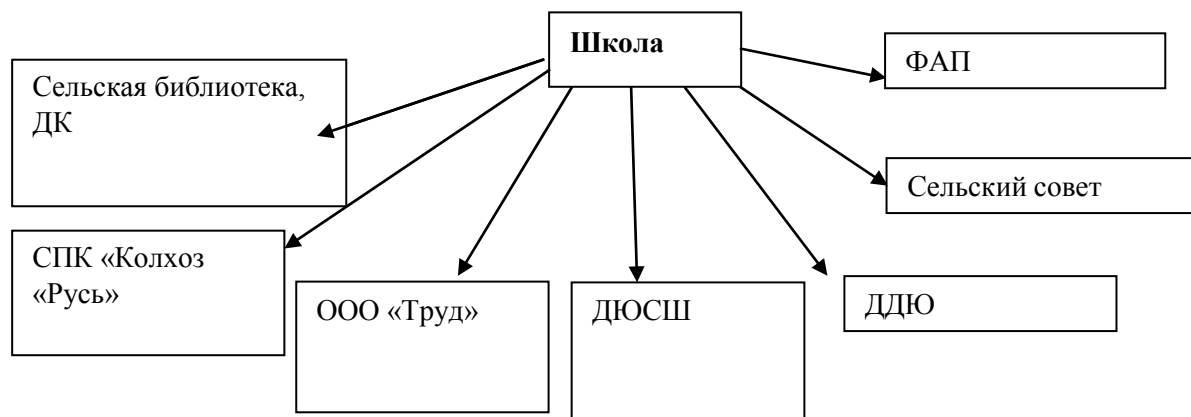 Школа
ФАП
Сельская библиотека,
ДК
Сельский совет
СПК «Колхоз
«Русь»
ООО «Труд»
ДЮСШ
ДДЮ